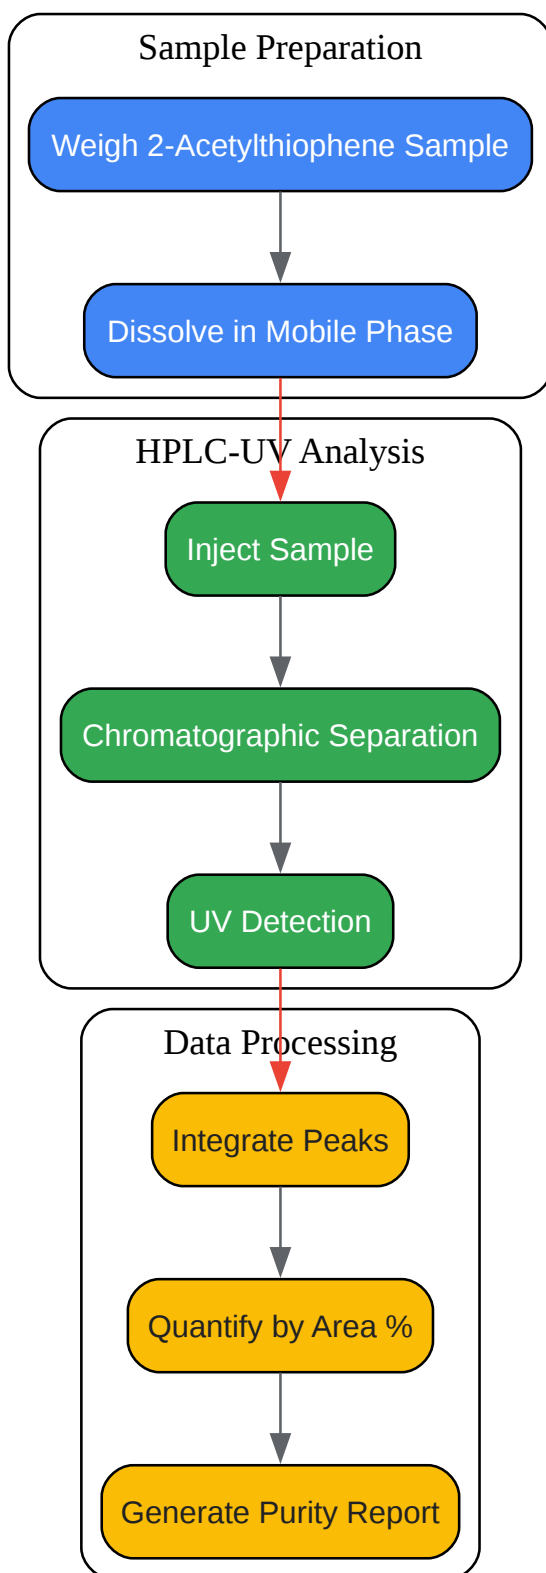 Sample Preparation
Weigh 2-Acetylthiophene Sample
Dissolve in Mobile Phase
HPLC-UV Analysis
Inject Sample
Chromatographic Separation
UV Detection
Data Processing
Integrate Peaks
Quantify by Area %
Generate Purity Report